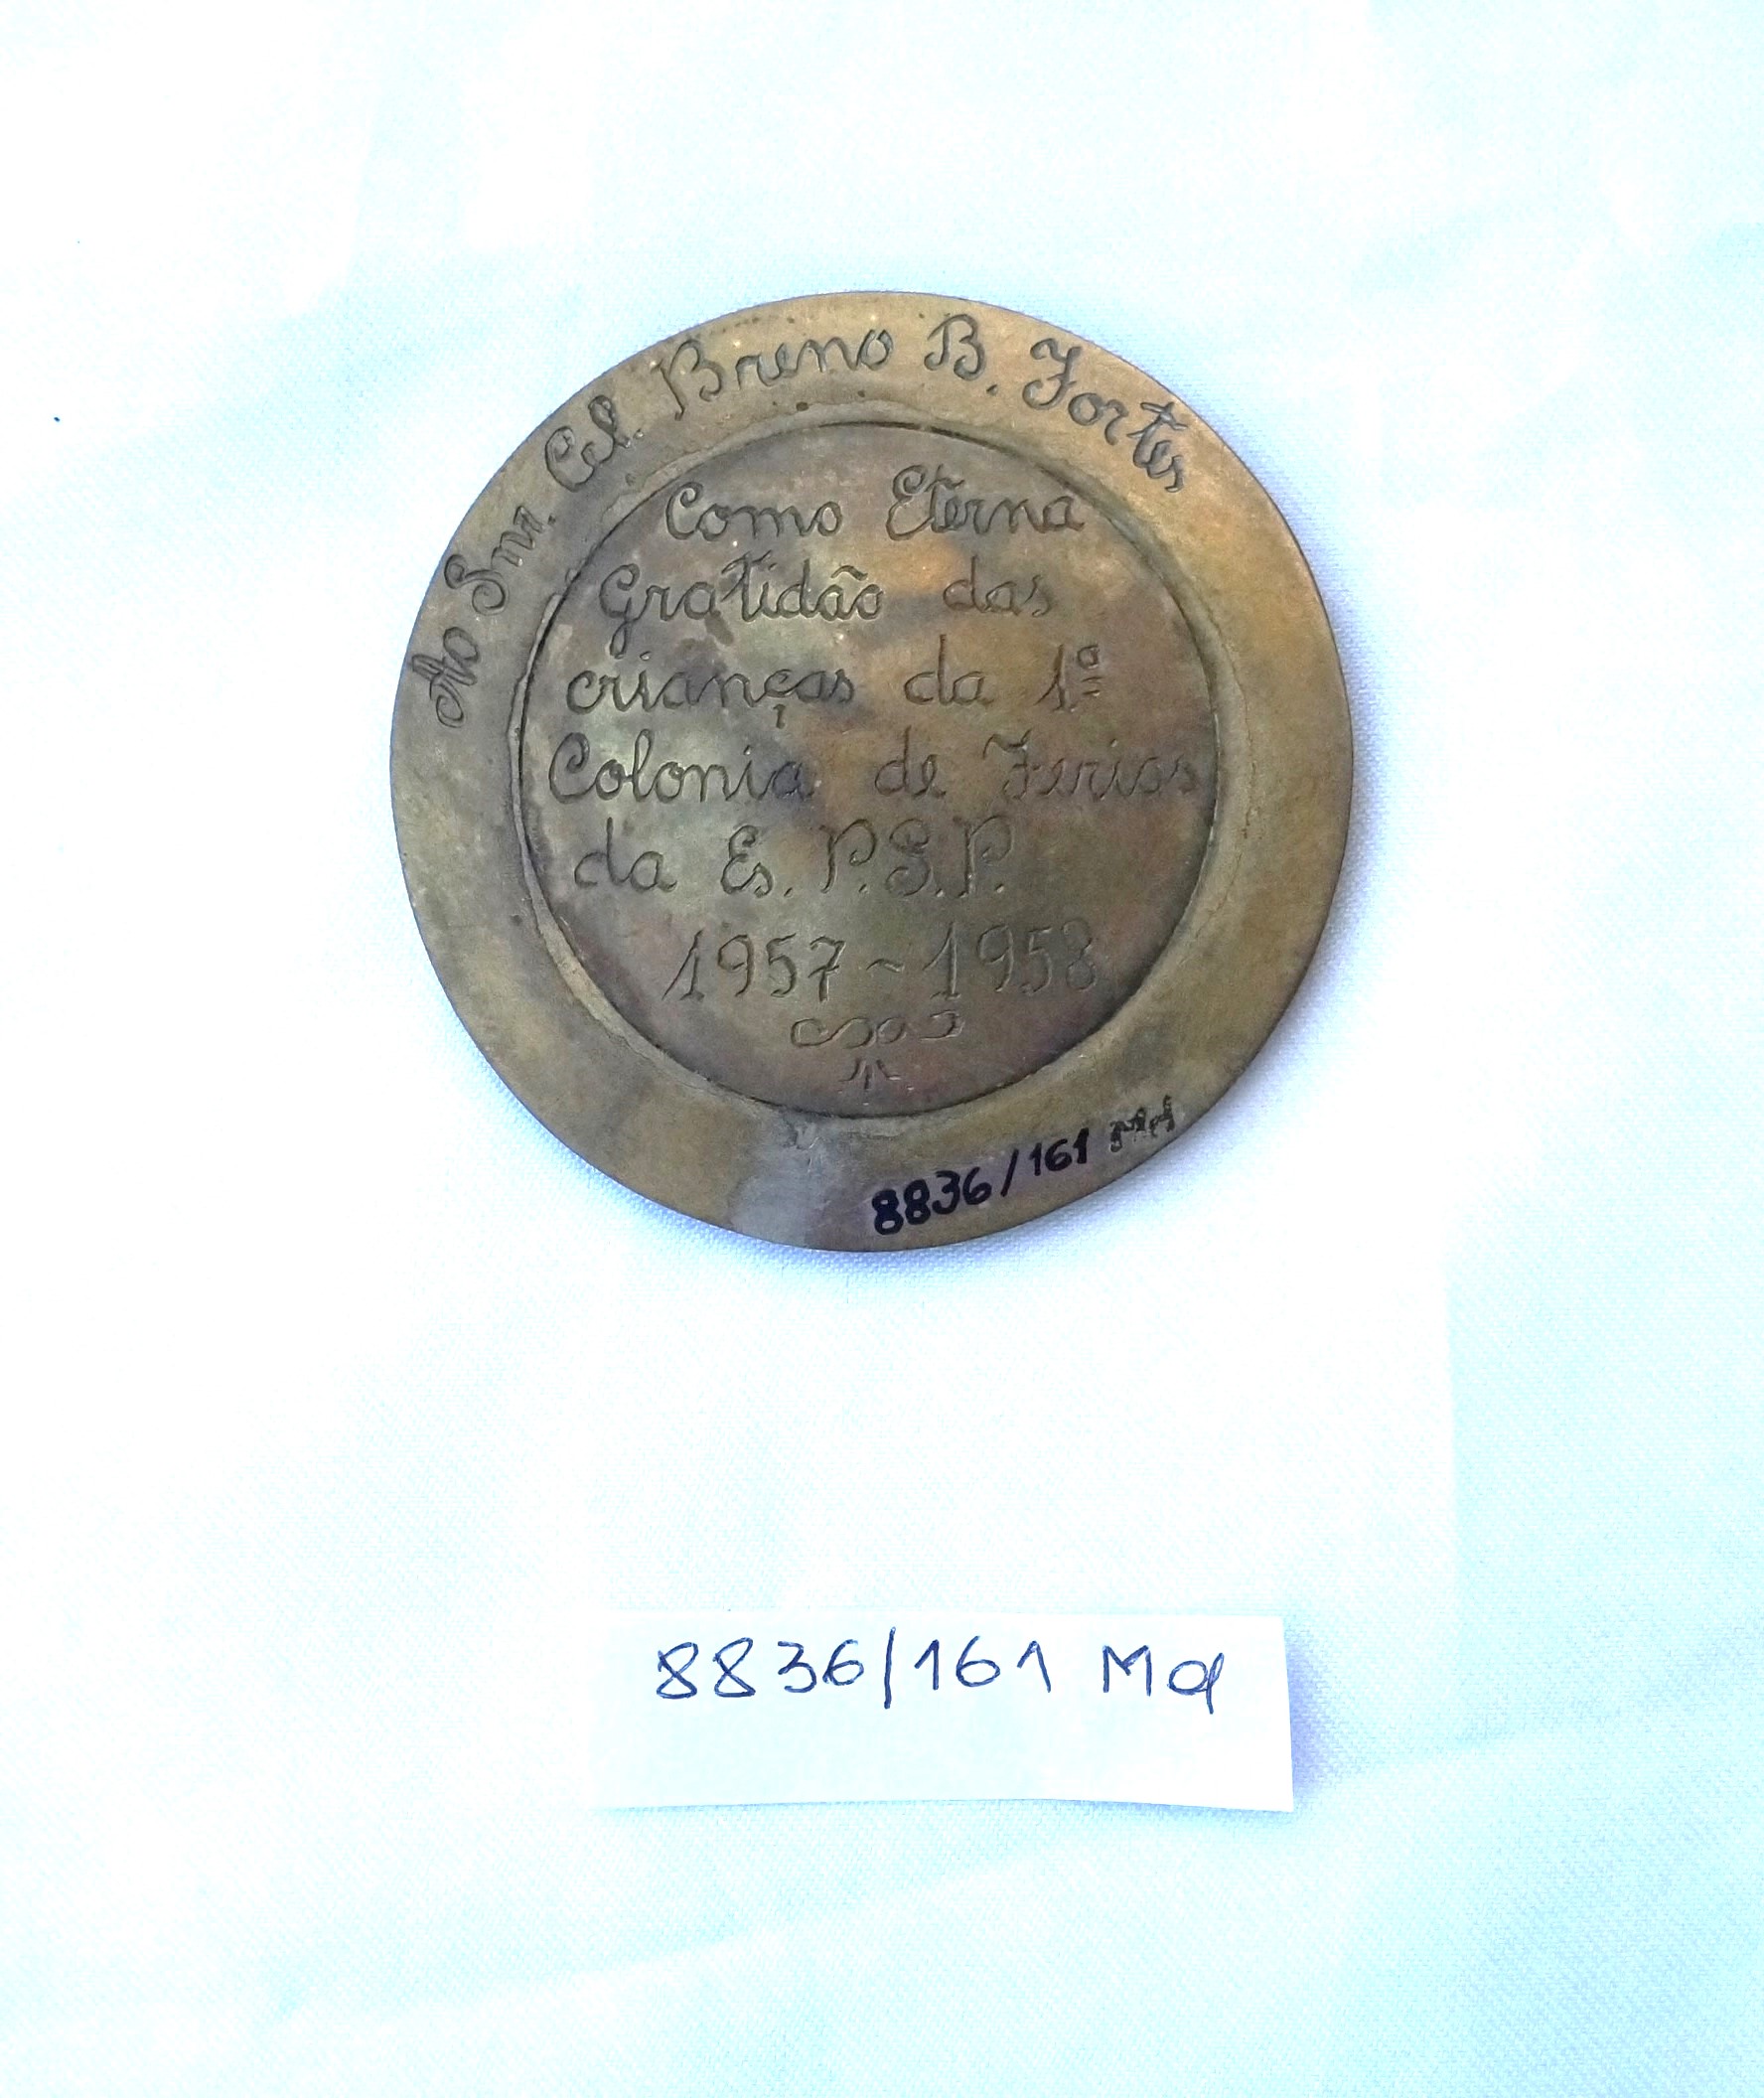 Ao Snr. Cel. Breno B. Fortes
Como Eterna
Gratidão das
crianças da 1ª
Colonia de Ferias
da Es. P. S. P.
1957~1958
8836/161 Md
8836/161 Md